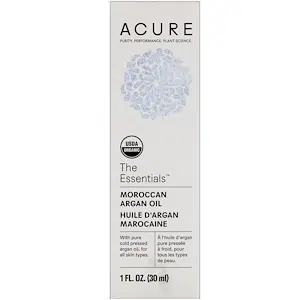 ACURE
PURITY. PERFORMANCE. PLANT SCIENCE.
USDA
ORGANIC
The
Essentials™
MOROCCAN
ARGAN OIL
HUILE D'ARGAN
MAROCAINE
With pure
cold pressed
argan oil, for
all skin types.
À l'huile d'argan
pure pressée
à froid, pour
tous les types
de peau.
1 FL. OZ. (30 ml)